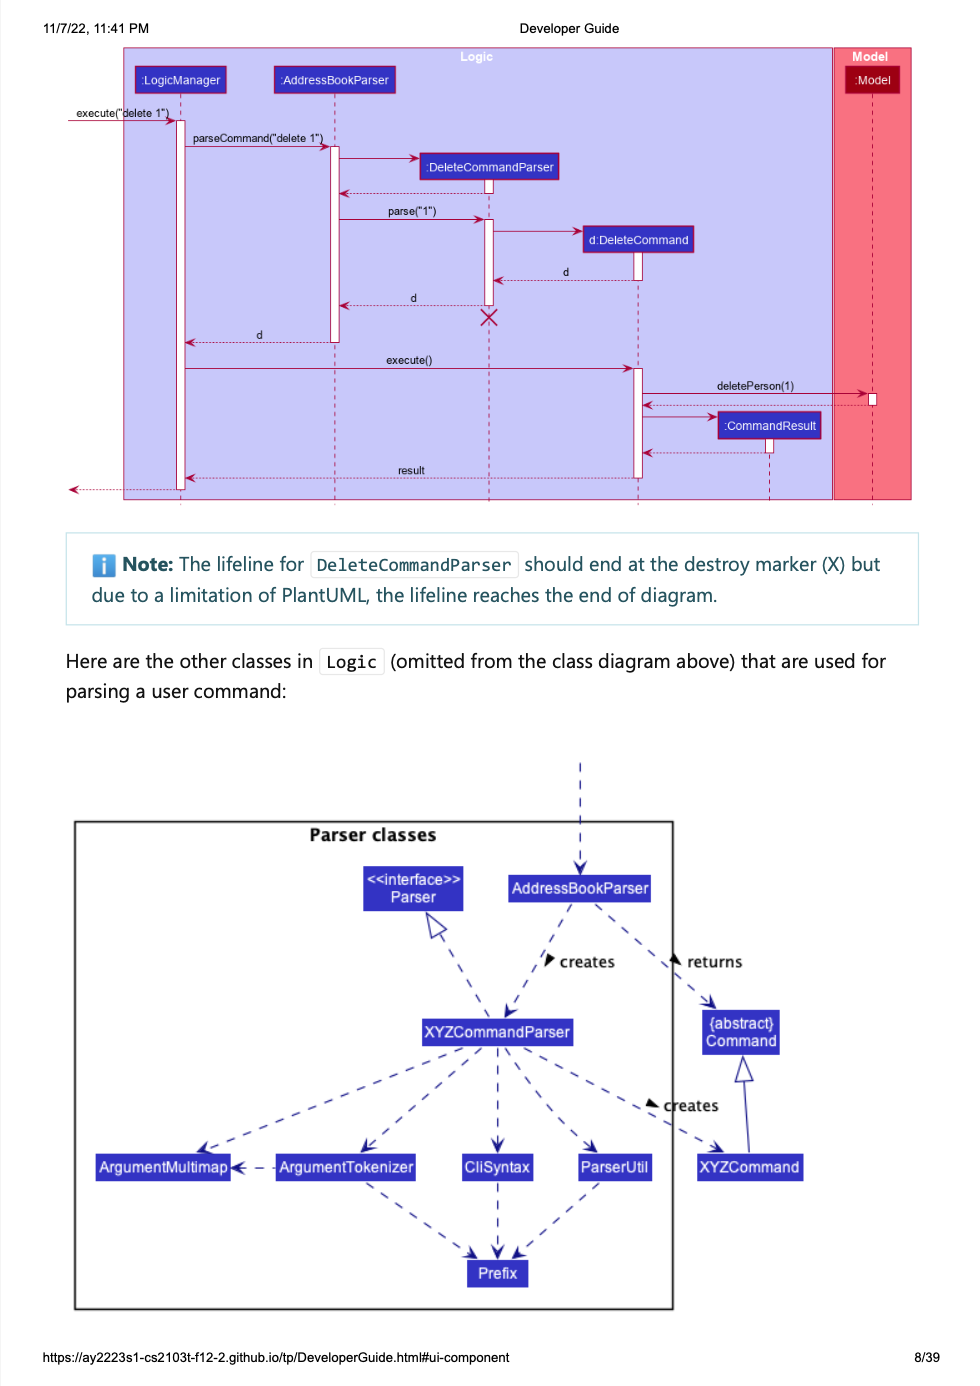 11/7/22, 11:41 PM
Developer Guide
Logic
Model
:LogicManager
:AddressBookParser
:Model
execute("delete 1")
parseCommand("delete 1")
:DeleteCommandParser
parse("1")
d:DeleteCommand
d
d
d
execute()
deletePerson(1)
:CommandResult
result
i Note: The lifeline for DeleteCommandParser should end at the destroy marker (X) but
due to a limitation of PlantUML, the lifeline reaches the end of diagram.
Here are the other classes in Logic (omitted from the class diagram above) that are used for
parsing a user command:
Parser classes
<<interface>>
Parser
AddressBookParser
creates
returns
XYZCommandParser
{abstract}
Command
creates
ArgumentMultimap
ArgumentTokenizer
CliSyntax
ParserUtil
XYZCommand
Prefix
https://ay2223s1-cs2103t-f12-2.github.io/tp/DeveloperGuide.html#ui-component
8/39